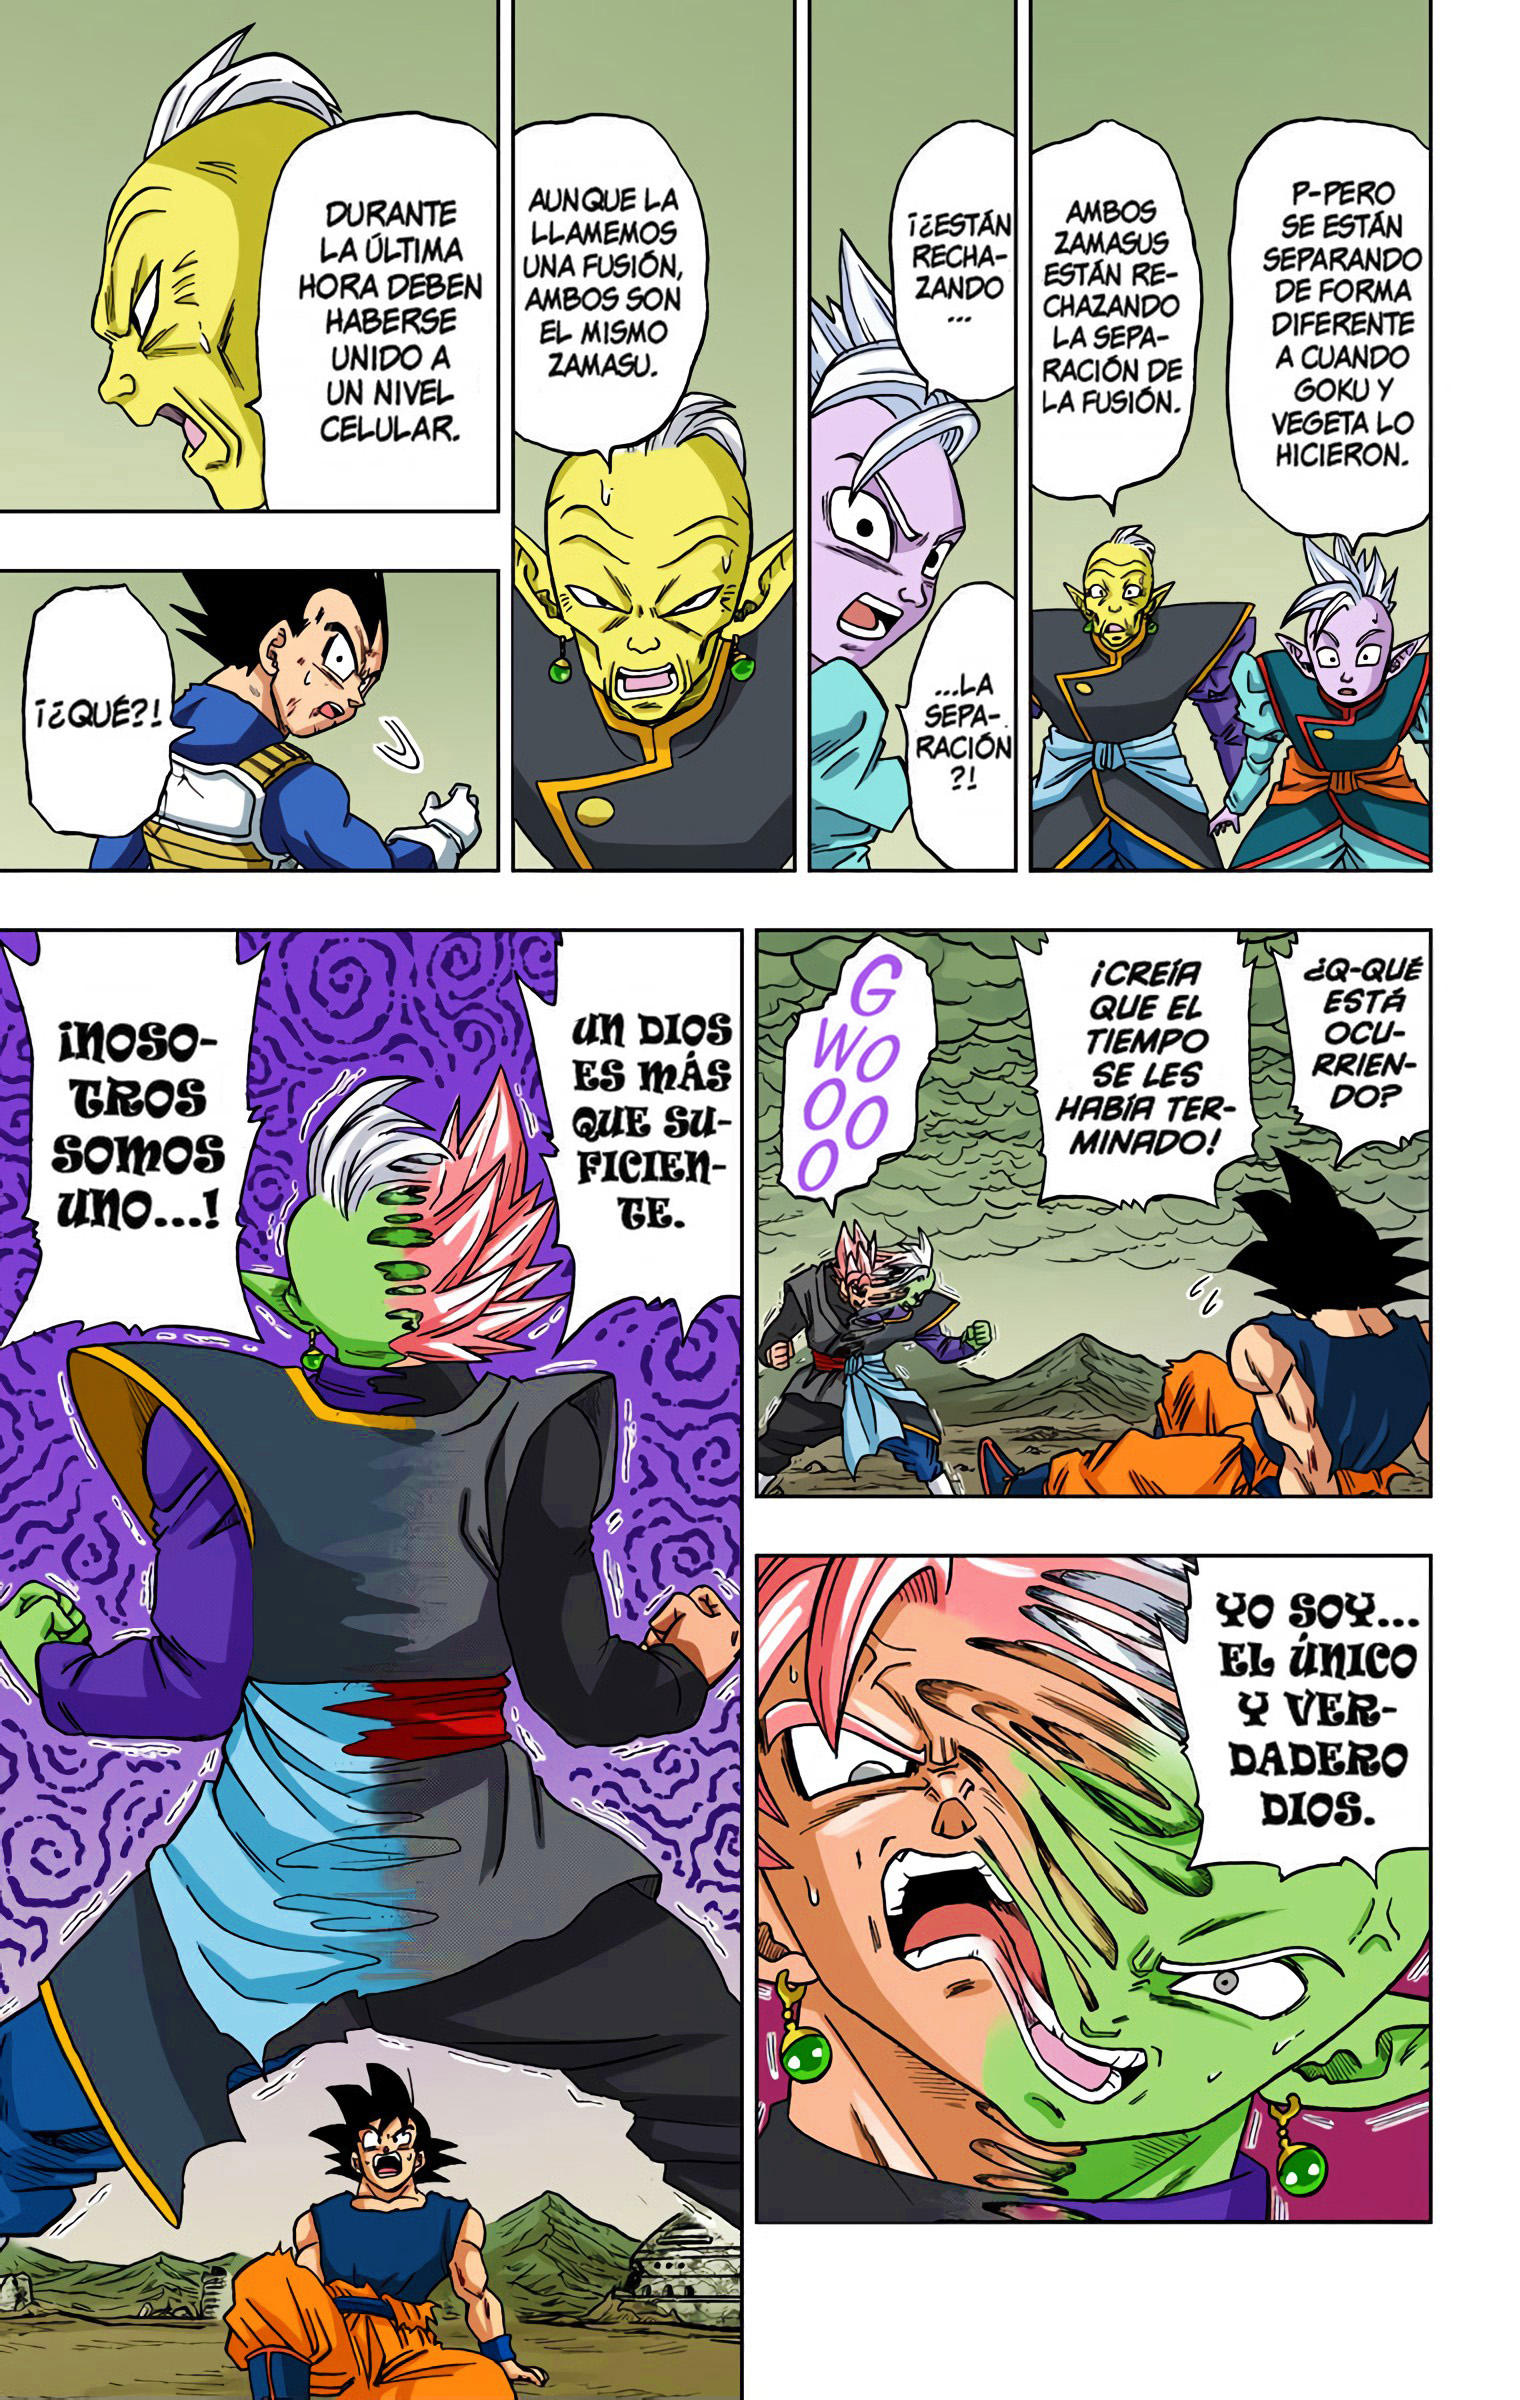 P-PERO
SE ESTÁN
SEPARANDO
DE FORMA
DIFERENTE
A CUANDO
GOKU Y
VEGETA LO
HICIERON.
AMBOS
ZAMASUS
ESTÁN RE-
CHAZANDO
LA SEPA-
RACIÓN DE
LA FUSIÓN.
¡¿ESTÁN
RECHA-
ZANDO
...
...LA
SEPA-
RACIÓN
?!
AUNQUE LA
LLAMEMOS
UNA FUSIÓN,
AMBOS SON
EL MISMO
ZAMASU.
DURANTE
LA ÚLTIMA
HORA DEBEN
HABERSE
UNIDO A
UN NIVEL
CELULAR.
¡¿QUÉ?!
¿Q-QUÉ
ESTÁ
OCU-
RRIEN-
DO?
¡CREÍA
QUE EL
TIEMPO
SE LES
HABÍA TER-
MINADO!
GWOOOOO
YO SOY...
EL ÚNICO
Y VER-
DADERO
DIOS.
UN DIOS
ES MÁS
QUE SU-
FICIEN-
TE.
¡NOSO-
TROS
SOMOS
UNO...!